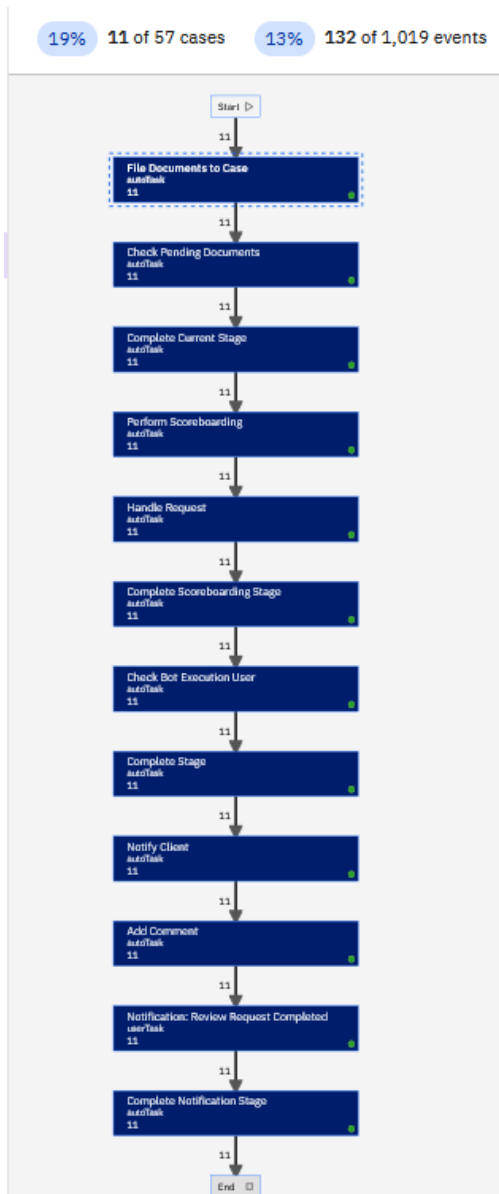 19% 11 of 57 cases 13% 132 of 1,019 events
Start
11
File Documents to Case
autoTask
11
11
Check Pending Documents
autoTask
11
11
Complete Current Stage
autoTask
11
11
Perform Scoreboarding
autoTask
11
11
Handle Request
autoTask
11
11
Complete Scoreboarding Stage
autoTask
11
11
Check Bot Execution User
autoTask
11
11
Complete Stage
autoTask
11
11
Notify Client
autoTask
11
11
Add Comment
autoTask
11
11
Notification: Review Request Completed
userTask
11
11
Complete Notification Stage
autoTask
11
11
End